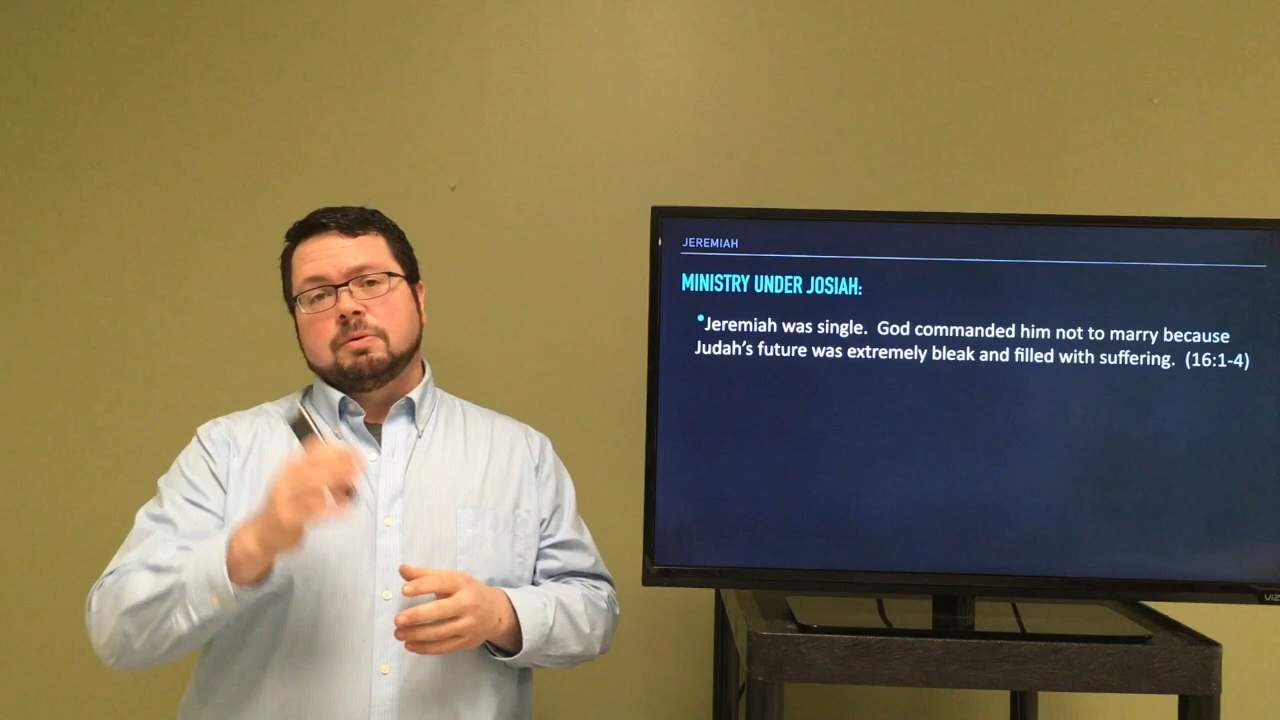 JEREMIAH
MINISTRY UNDER JOSIAH:
•Jeremiah was single.  God commanded him not to marry because
Judah's future was extremely bleak and filled with suffering.  (16:1-4)